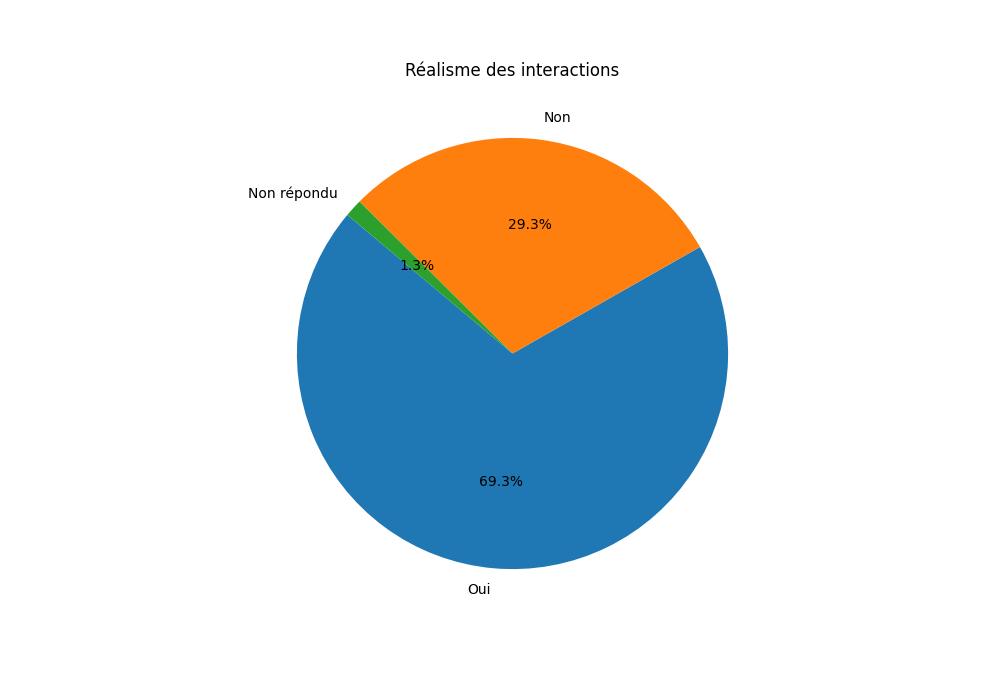 Réalisme des interactions
Non
Non répondu
29.3%
1.3%
69.3%
Oui